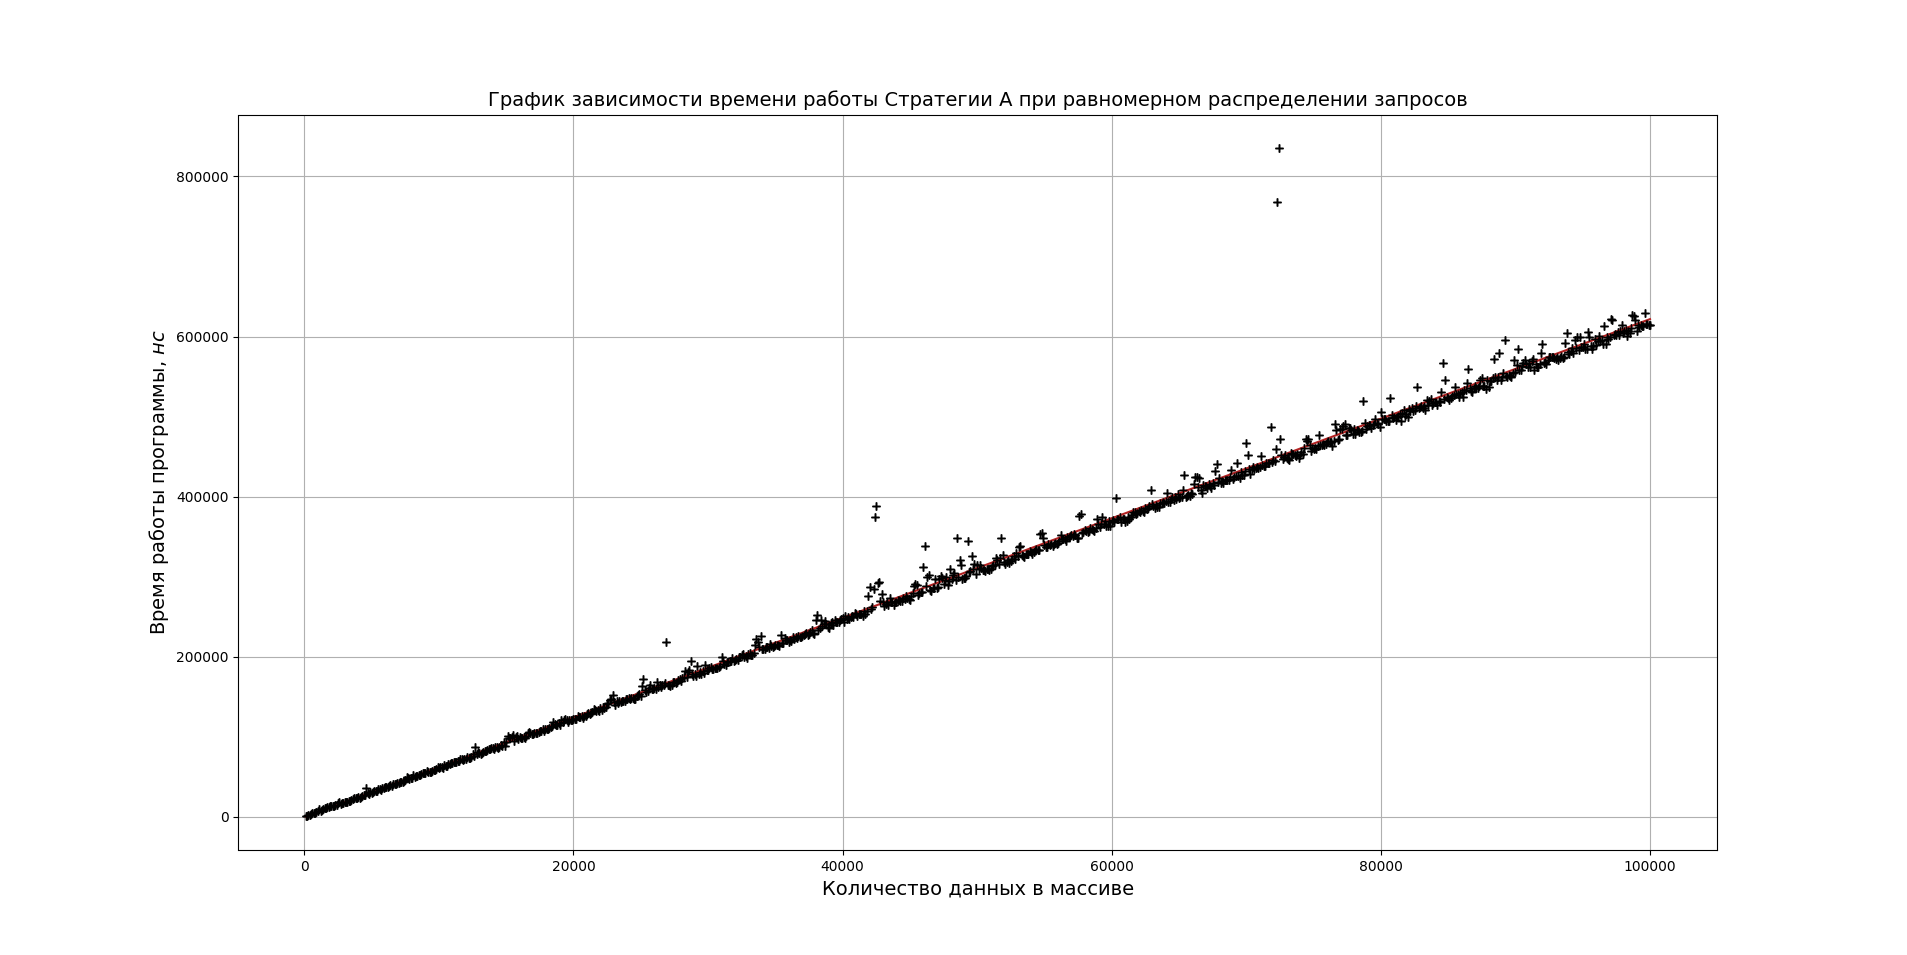 График зависимости времени работы Стратегии А при равномерном распределении запросов
800000
600000
400000
200000
0
Время работы программы, нс
0 20000 40000 60000 80000 100000
Количество данных в массиве